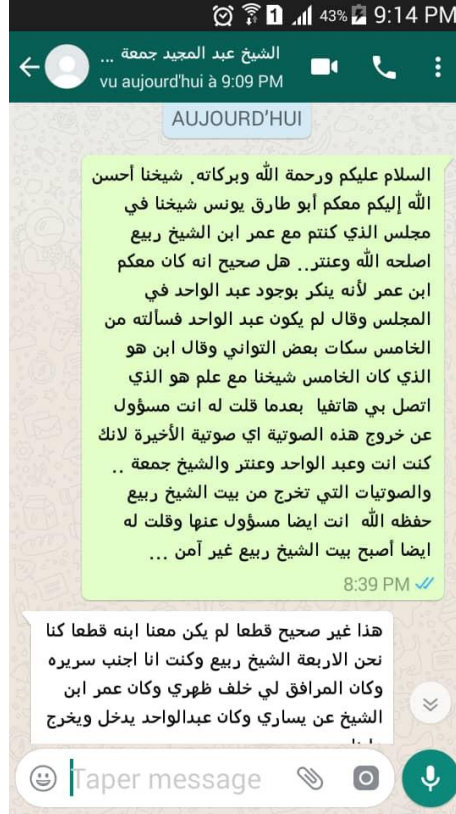 43% 9:14 PM
الشيخ عبد المجيد جمعة ...
vu aujourd'hui à 9:09 PM
AUJOURD'HUI
السلام عليكم ورحمة الله وبركاته. شيخنا أحسن
الله إليكم معكم أبو طارق يونس شيخنا في
مجلس الذي كنتم مع عمر ابن الشيخ ربيع
اصلحه الله وعنتر.. هل صحيح انه كان معكم
ابن عمر لأنه ينكر بوجود عبد الواحد في
المجلس وقال لم يكون عبد الواحد فسألته من
الخامس سكات بعض التواني وقال ابن هو
الذي كان الخامس شيخنا مع علم هو الذي
اتصل بي هاتفيا بعدما قلت له انت مسؤول
عن خروج هذه الصوتية اي صوتية الأخيرة لانك
كنت انت وعبد الواحد وعنتر والشيخ جمعة ..
والصوتيات التي تخرج من بيت الشيخ ربيع
حفظه الله انت ايضا مسؤول عنها وقلت له
ايضا أصبح بيت الشيخ ربيع غير آمن ...
8:39 PM
هذا غير صحيح قطعا لم يكن معنا ابنه قطعا كنا
نحن الاربعة الشيخ ربيع وكنت انا اجنب سريره
وكان المرافق لي خلف ظهري وكان عمر ابن
الشيخ عن يساري وكان عبدالواحد يدخل ويخرج
Taper message